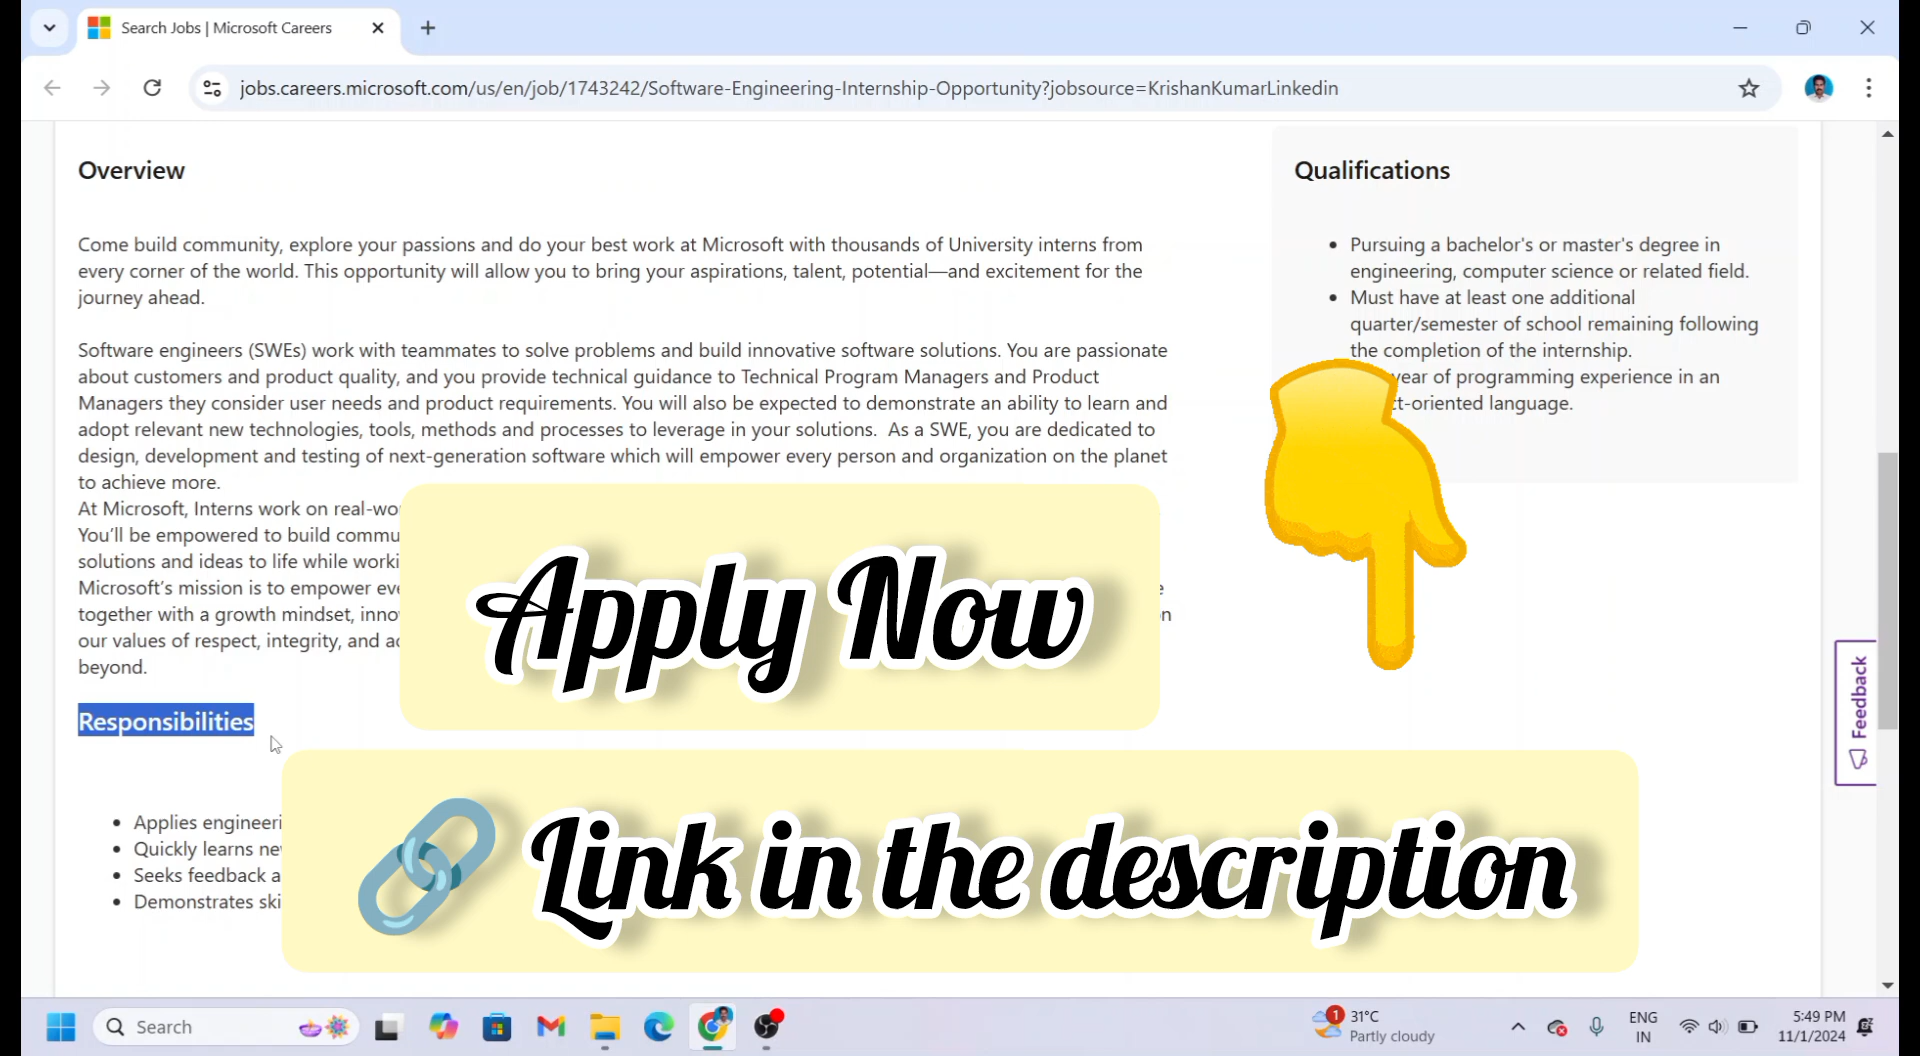 Search Jobs | Microsoft Careers
jobs.careers.microsoft.com/us/en/job/1743242/Software-Engineering-Internship-Opportunity?jobsource=KrishanKumarLinkedin
Overview
Come build community, explore your passions and do your best work at Microsoft with thousands of University interns from
every corner of the world. This opportunity will allow you to bring your aspirations, talent, potential—and excitement for the
journey ahead.
Software engineers (SWEs) work with teammates to solve problems and build innovative software solutions. You are passionate
about customers and product quality, and you provide technical guidance to Technical Program Managers and Product
Managers they consider user needs and product requirements. You will also be expected to demonstrate an ability to learn and
adopt relevant new technologies, tools, methods and processes to leverage in your solutions. As a SWE, you are dedicated to
design, development and testing of next-generation software which will empower every person and organization on the planet
to achieve more.
At Microsoft, Interns work on real-wo
You'll be empowered to build commu
solutions and ideas to life while worki
Microsoft's mission is to empower eve
together with a growth mindset, inno
our values of respect, integrity, and ac
beyond.
Responsibilities
Applies engineeri
Quickly learns ne
Seeks feedback a
Demonstrates ski
Qualifications
Pursuing a bachelor's or master's degree in
engineering, computer science or related field.
Must have at least one additional
quarter/semester of school remaining following
the completion of the internship.
year of programming experience in an
ct-oriented language.
Apply Now
Link in the description
Feedback
Search
1
31°C
Partly cloudy
ENG
IN
5:49 PM
11/1/2024